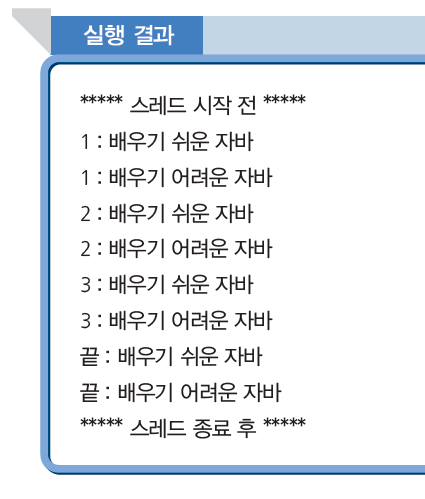 실행 결과
***** 스레드 시작 전 *****
1 : 배우기 쉬운 자바
1 : 배우기 어려운 자바
2 : 배우기 쉬운 자바
2 : 배우기 어려운 자바
3 : 배우기 쉬운 자바
3 : 배우기 어려운 자바
끝 : 배우기 쉬운 자바
끝 : 배우기 어려운 자바
***** 스레드 종료 후 *****